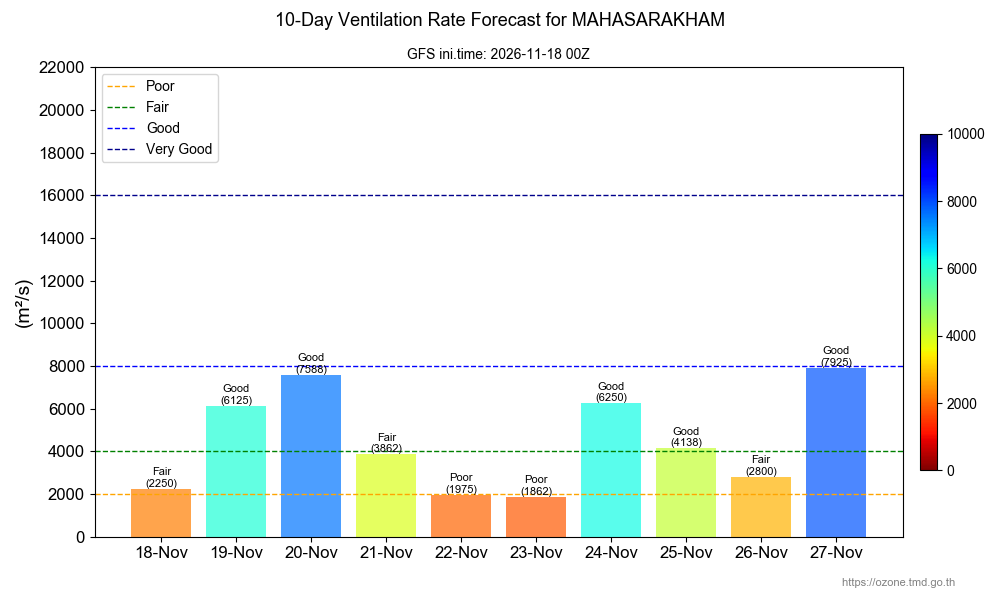 10-Day Ventilation Rate Forecast for MAHASARAKHAM
GFS ini.time: 2026-11-18 00Z
(m²/s)
22000
20000
18000
16000
14000
12000
10000
8000
6000
4000
2000
0
Poor
Fair
Good
Very Good
Fair
(2250)
Good
(6125)
Good
(7588)
Fair
(3862)
Poor
(1975)
Poor
(1862)
Good
(6250)
Good
(4138)
Fair
(2800)
Good
(7925)
18-Nov
19-Nov
20-Nov
21-Nov
22-Nov
23-Nov
24-Nov
25-Nov
26-Nov
27-Nov
10000
8000
6000
4000
2000
0
https://ozone.tmd.go.th